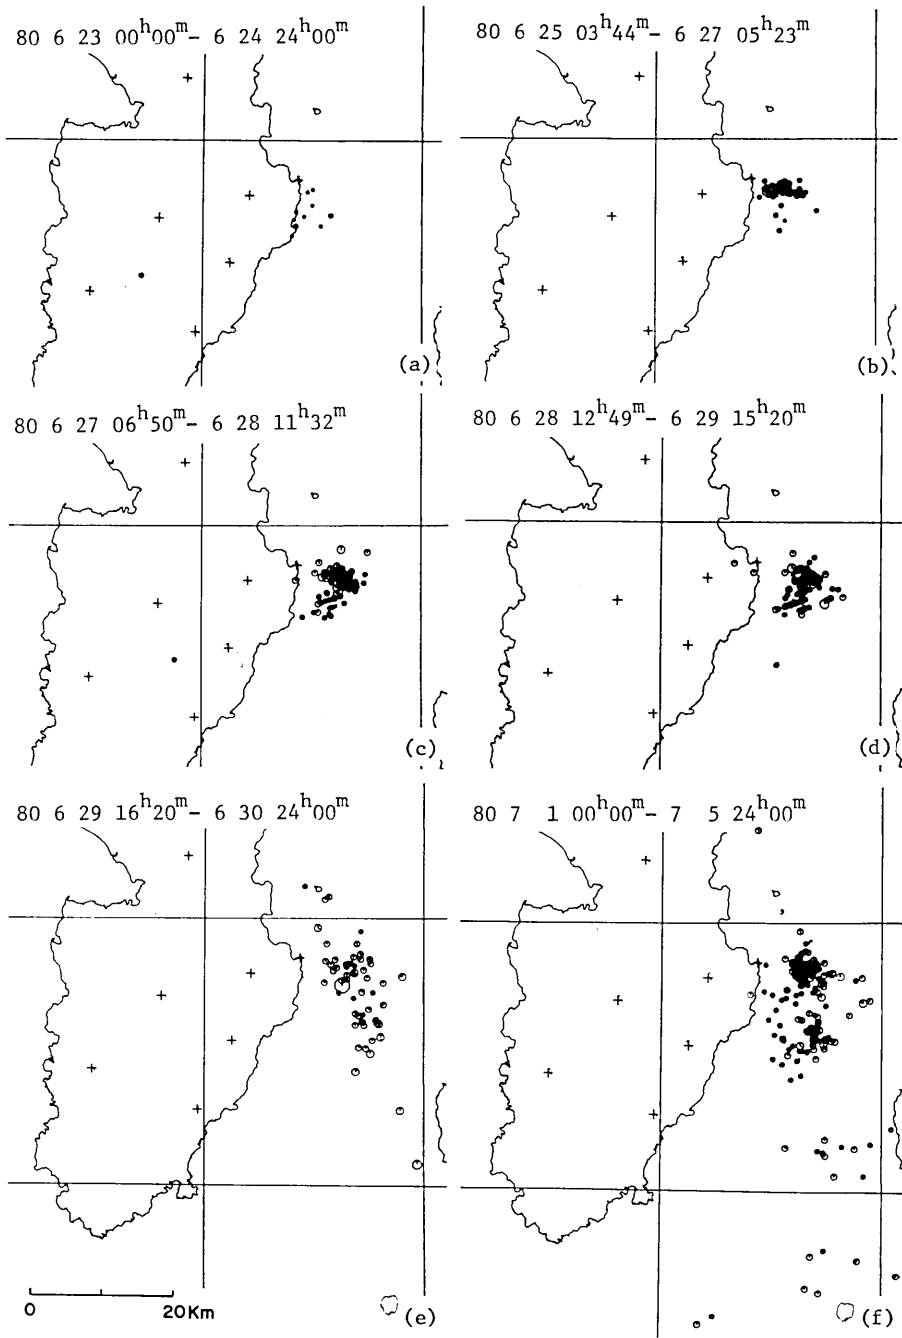 80 6 23 00h00m– 6 24 24h00m
(a)
80 6 25 03h44m– 6 27 05h23m
(b)
80 6 27 06h50m– 6 28 11h32m
(c)
80 6 28 12h49m– 6 29 15h20m
(d)
80 6 29 16h20m– 6 30 24h00m
0 20Km
(e)
80 7 1 00h00m– 7 5 24h00m
(f)